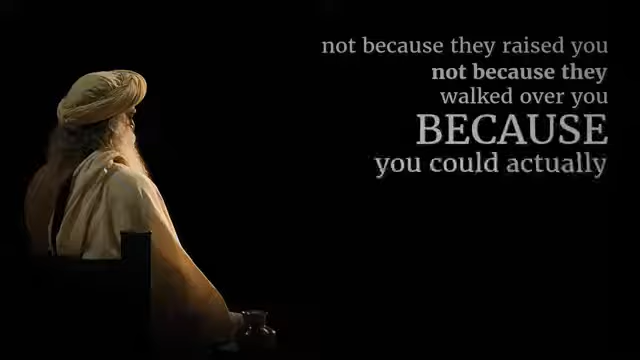 not because they raised you
not because they
walked over you
BECAUSE
you could actually